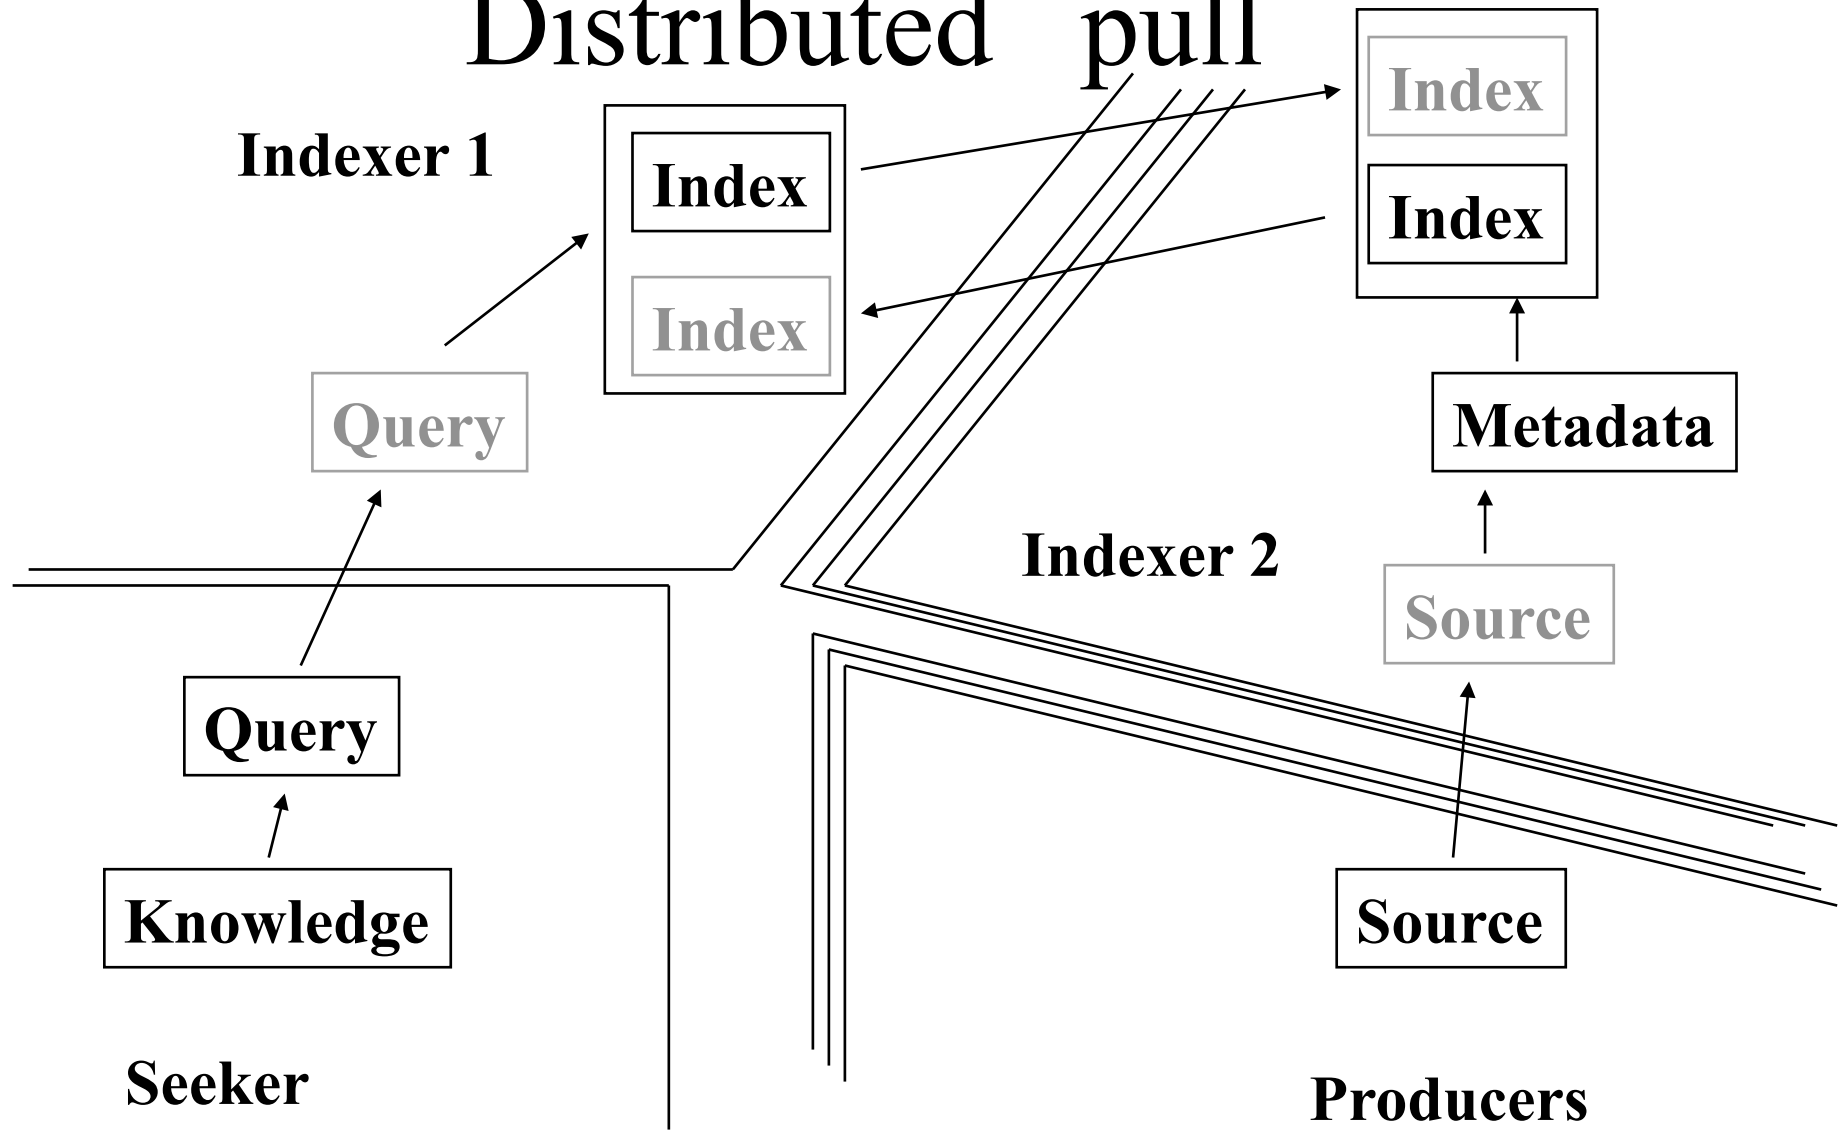 Distributed pull
Index
Indexer 1
Index
Index
Index
Query
Metadata
Indexer 2
Source
Query
Knowledge
Source
Seeker
Producers